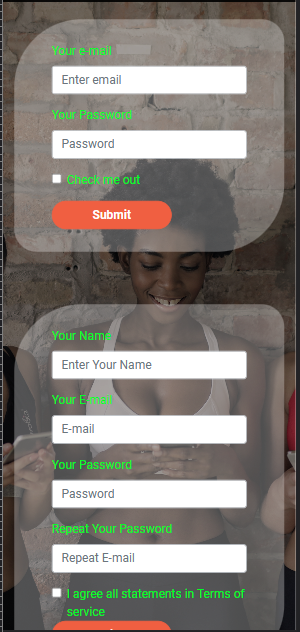 Your e-mail
Enter email
Your Password
Password
Check me out
Submit
Your Name
Enter Your Name
Your E-mail
E-mail
Your Password
Password
Repeat Your Password
Repeat E-mail
I agree all statements in Terms of
service